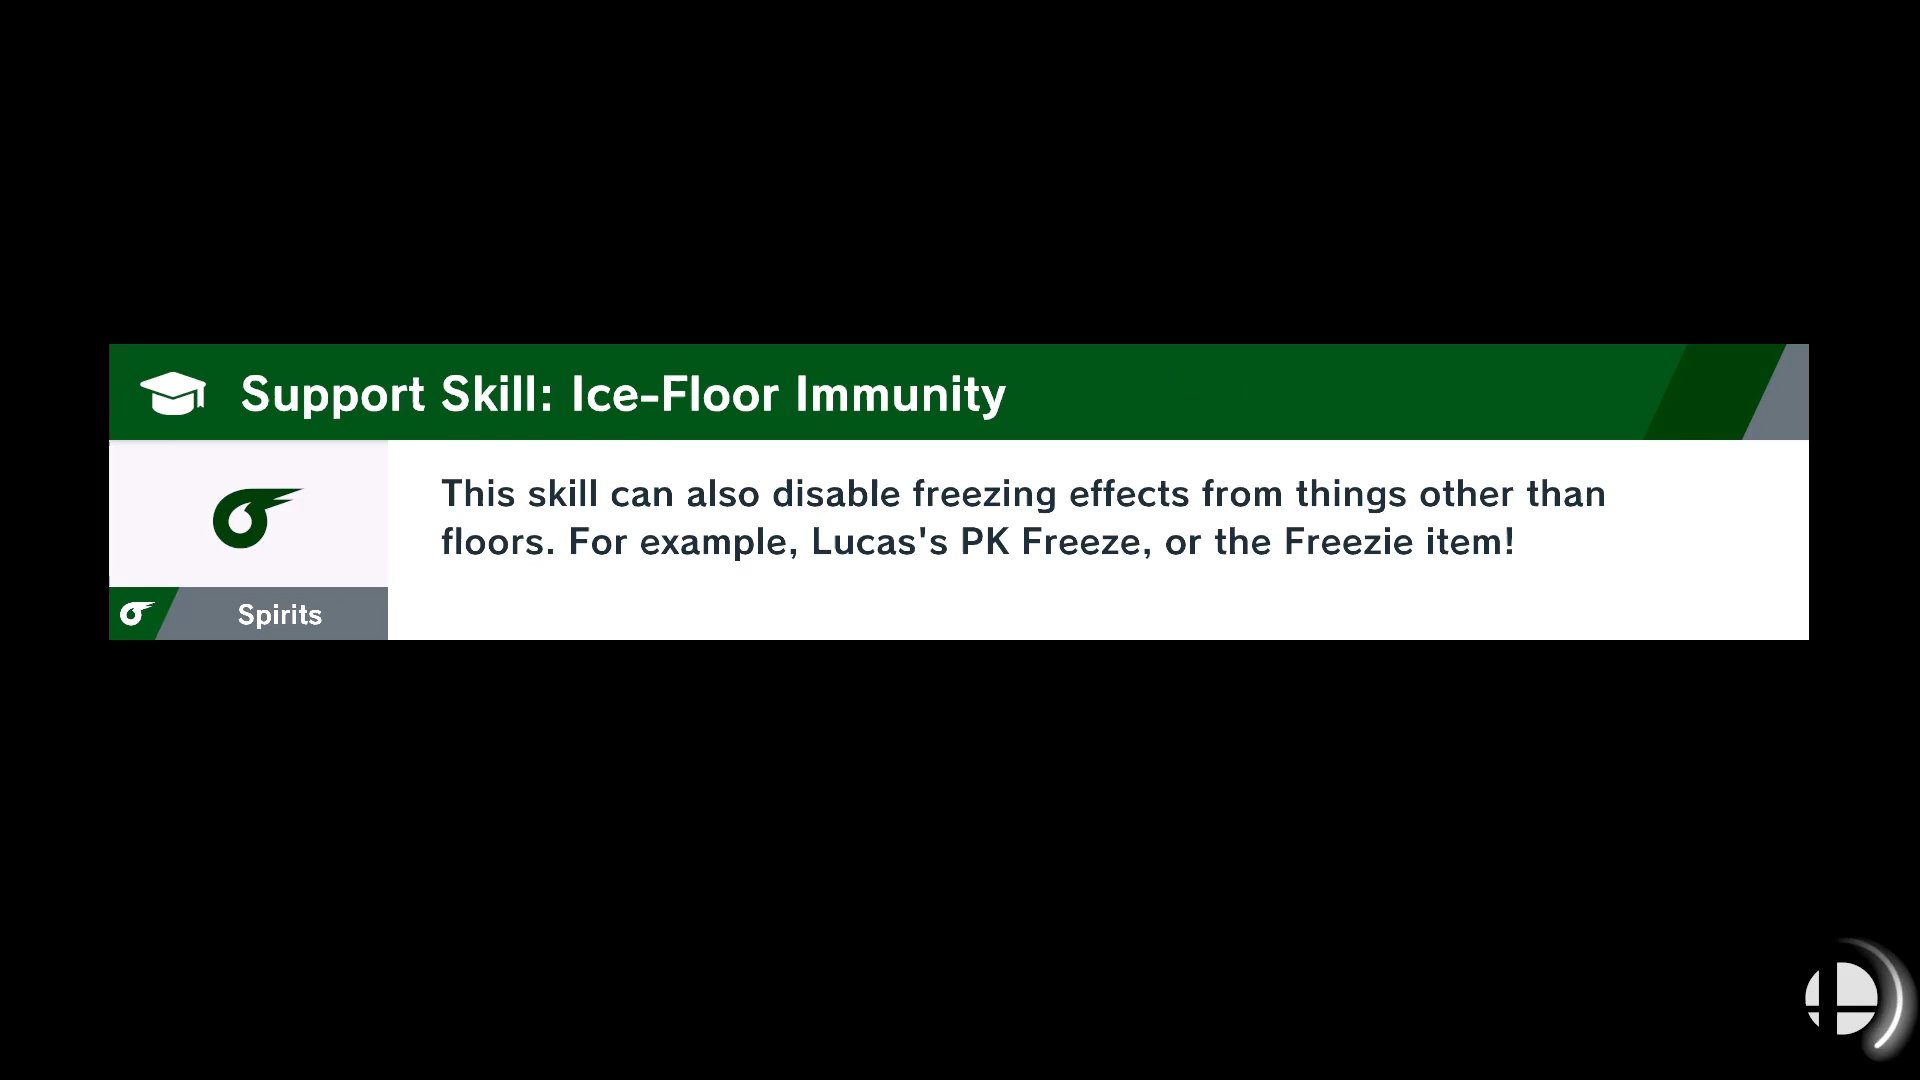 Support Skill: Ice-Floor Immunity
This skill can also disable freezing effects from things other than
floors. For example, Lucas's PK Freeze, or the Freezie item!
Spirits